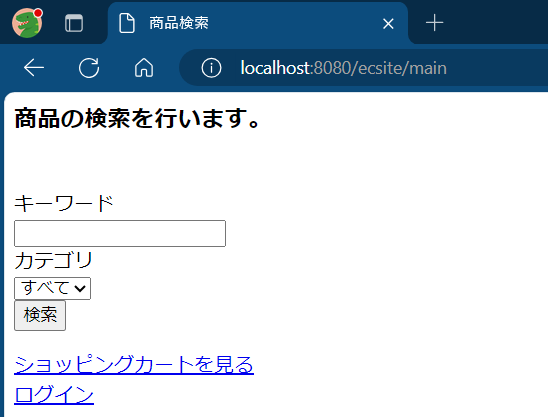 商品検索
localhost:8080/ecsite/main
商品の検索を行います。
キーワード
カテゴリ
すべて
検索
ショッピングカートを見る
ログイン